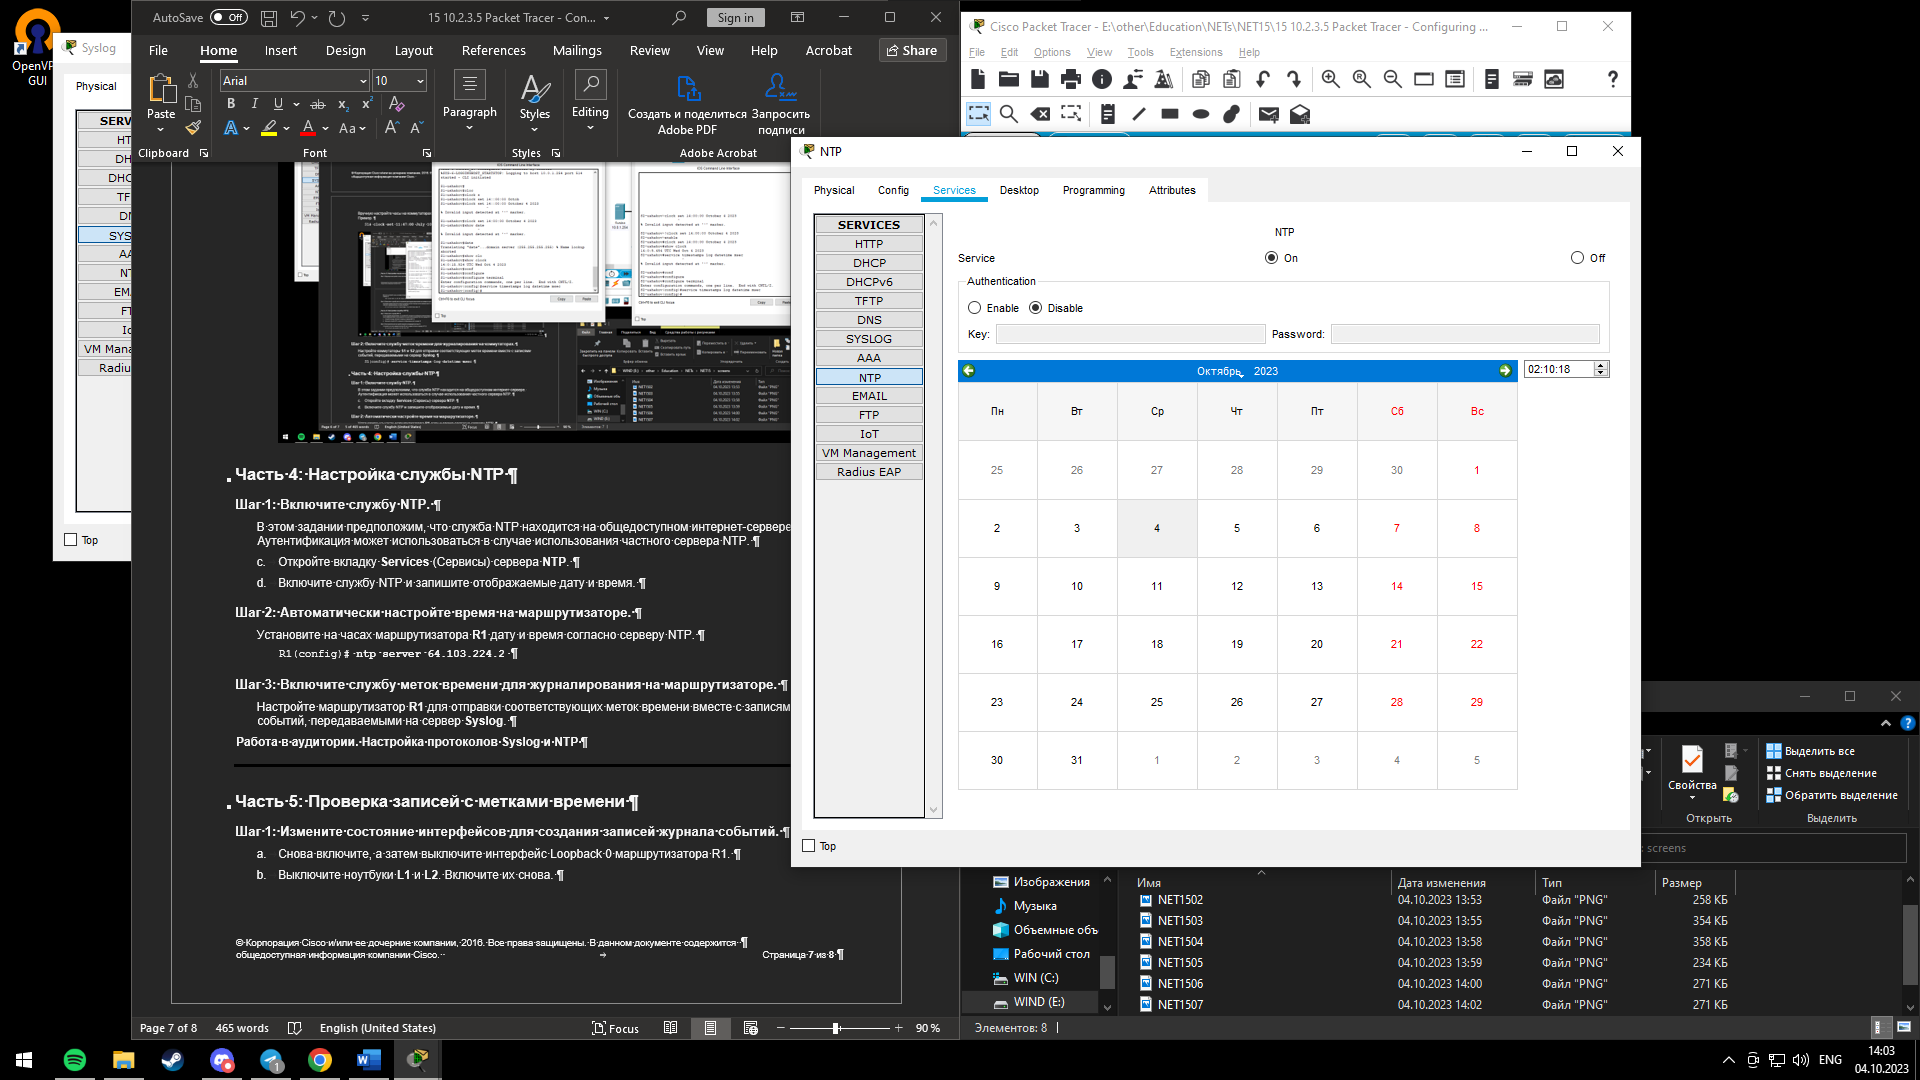 OpenVP
GUI
Syslog
Physical
Top
AutoSave Off
15 10.2.3.5 Packet Tracer - Con...
Sign in
File Home Insert Design Layout References Mailings Review View Help Acrobat Share
Paste
Clipboard
Arial 10
Font
Paragraph
Styles
Styles
Editing
Создать и поделиться Adobe PDF
Запросить подписи
Adobe Acrobat
Часть 4: Настройка службы NTP
Шаг 1: Включите службу NTP.
В этом задании предположим, что служба NTP находится на общедоступном интернет-сервере
Аутентификация может использоваться в случае использования частного сервера NTP.
c. Откройте вкладку Services (Сервисы) сервера NTP.
d. Включите службу NTP и запишите отображаемые дату и время.
Шаг 2: Автоматически настройте время на маршрутизаторе.
Установите на часах маршрутизатора R1 дату и время согласно серверу NTP.
R1(config)# ntp server 64.103.224.2
Шаг 3: Включите службу меток времени для журналирования на маршрутизаторе.
Настройте маршрутизатор R1 для отправки соответствующих меток времени вместе с записям
событий, передаваемыми на сервер Syslog.
Работа в аудитории. Настройка протоколов Syslog и NTP
Часть 5: Проверка записей с метками времени
Шаг 1: Измените состояние интерфейсов для создания записей журнала событий.
a. Снова включите, а затем выключите интерфейс Loopback 0 маршрутизатора R1.
b. Выключите ноутбуки L1 и L2. Включите их снова.
© Корпорация Cisco и/или ее дочерние компании, 2016. Все права защищены. В данном документе содержится
общедоступная информация компании Cisco.
Страница 7 из 8
Page 7 of 8 465 words English (United States) Focus 90 %
Cisco Packet Tracer - E:\other\Education\NETs\NET15\15 10.2.3.5 Packet Tracer - Configuring ...
File Edit Options View Tools Extensions Help
NTP
Physical Config Services Desktop Programming Attributes
SERVICES
HTTP
DHCP
DHCPv6
TFTP
DNS
SYSLOG
AAA
NTP
EMAIL
FTP
IoT
VM Management
Radius EAP
NTP
Service On Off
Authentication
Enable Disable
Key: Password:
Октябрь 2023
02:10:18
Пн Вт Ср Чт Пт Сб Вс
25 26 27 28 29 30 1
2 3 4 5 6 7 8
9 10 11 12 13 14 15
16 17 18 19 20 21 22
23 24 25 26 27 28 29
30 31 1 2 3 4 5
Top
Свойства
Открыть
Выделить все
Снять выделение
Обратить выделение
Выделить
screens
Изображения
Музыка
Объемные объ
Рабочий стол
WIN (C:)
WIND (E:)
Имя Дата изменения Тип Размер
NET1502 04.10.2023 13:53 Файл "PNG" 258 КБ
NET1503 04.10.2023 13:55 Файл "PNG" 354 КБ
NET1504 04.10.2023 13:58 Файл "PNG" 358 КБ
NET1505 04.10.2023 13:59 Файл "PNG" 234 КБ
NET1506 04.10.2023 14:00 Файл "PNG" 271 КБ
NET1507 04.10.2023 14:02 Файл "PNG" 271 КБ
Элементов: 8
ENG
14:03
04.10.2023